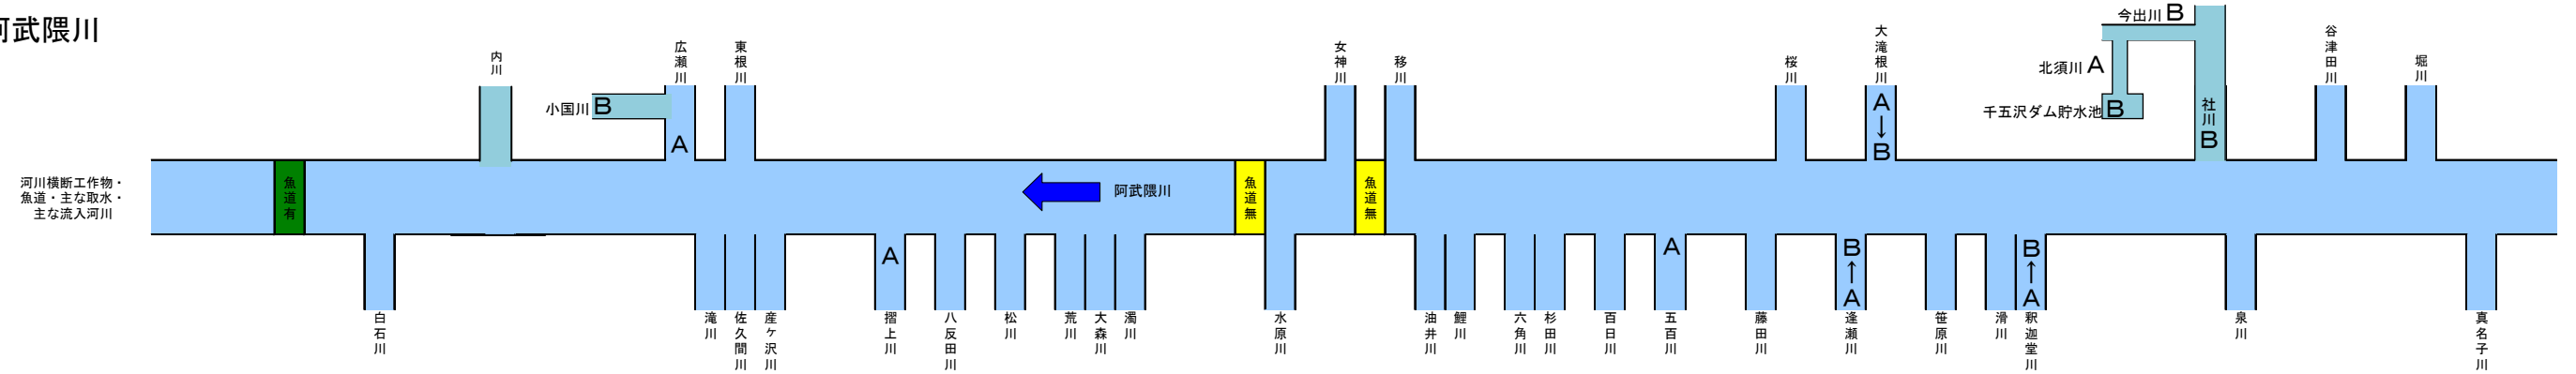 阿武隈川
今出川 B
北須川 A
千五沢ダム貯水池 B
社川
B
内川
広瀬川
A
東根川
小国川 B
女神川
移川
桜川
大滝根川
A
↓
B
谷津田川
堀川
河川横断工作物・
魚道・主な取水・
主な流入河川
魚道有
阿武隈川
魚道無
魚道無
白石川
滝川
佐久間川
産ケ沢川
A
摺上川
八反田川
松川
荒川
大森川
濁川
水原川
油井川
鯉川
六角川
杉田川
百日川
A
五百川
藤田川
B
↑
A
逢瀬川
笹原川
滑川
B
↑
A
釈迦堂川
泉川
真名子川